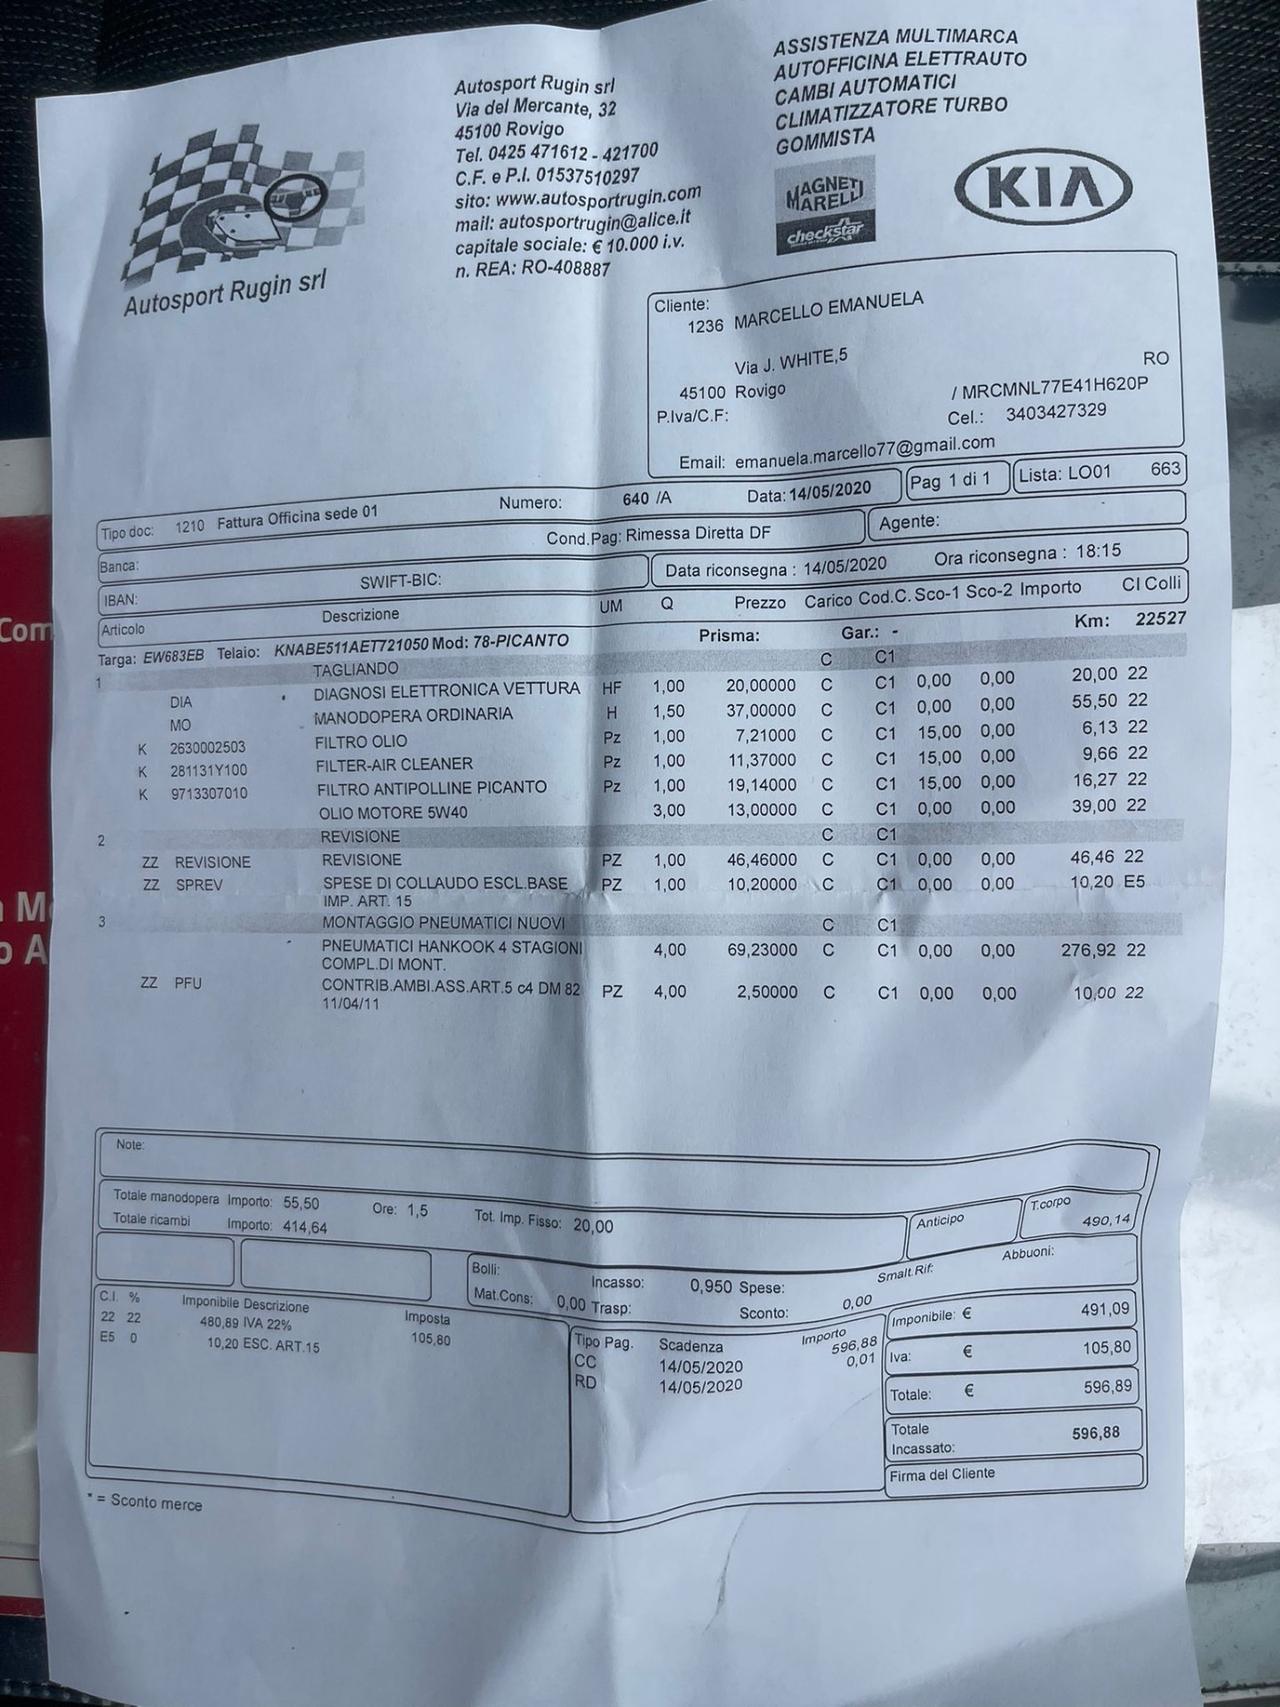 Autosport Rugin srl
Autosport Rugin srl
Via del Mercante, 32
45100 Rovigo
Tel. 0425 471612 - 421700
C.F. e P.I. 01537510297
sito: www.autosportrugin.com
mail: autosportrugin@alice.it
capitale sociale: € 10.000 i.v.
n. REA: RO-408887
ASSISTENZA MULTIMARCA
AUTOFFICINA ELETTRAUTO
CAMBI AUTOMATICI
CLIMATIZZATORE TURBO
GOMMISTA
MAGNETI
MARELLI
checkstar
KIA
Cliente:
1236 MARCELLO EMANUELA
Via J. WHITE,5 RO
45100 Rovigo / MRCMNL77E41H620P
P.Iva/C.F: Cel.: 3403427329
Email: emanuela.marcello77@gmail.com
Tipo doc: 1210 Fattura Officina sede 01 Numero: 640 /A Data: 14/05/2020 Pag 1 di 1 Lista: LO01 663
Banca: Cond.Pag: Rimessa Diretta DF Agente:
IBAN: SWIFT-BIC: Data riconsegna : 14/05/2020 Ora riconsegna : 18:15
Articolo Descrizione UM Q Prezzo Carico Cod.C. Sco-1 Sco-2 Importo CI Colli
Targa: EW683EB Telaio: KNABE511AET721050 Mod: 78-PICANTO Prisma: Gar.: - Km: 22527
1 TAGLIANDO C C1
DIA DIAGNOSI ELETTRONICA VETTURA HF 1,00 20,00000 C C1 0,00 0,00 20,00 22
MO MANODOPERA ORDINARIA H 1,50 37,00000 C C1 0,00 0,00 55,50 22
K 2630002503 FILTRO OLIO Pz 1,00 7,21000 C C1 15,00 0,00 6,13 22
K 281131Y100 FILTER-AIR CLEANER Pz 1,00 11,37000 C C1 15,00 0,00 9,66 22
K 9713307010 FILTRO ANTIPOLLINE PICANTO Pz 1,00 19,14000 C C1 15,00 0,00 16,27 22
OLIO MOTORE 5W40 3,00 13,00000 C C1 0,00 0,00 39,00 22
2 REVISIONE C C1
ZZ REVISIONE REVISIONE PZ 1,00 46,46000 C C1 0,00 0,00 46,46 22
ZZ SPREV SPESE DI COLLAUDO ESCL.BASE PZ 1,00 10,20000 C C1 0,00 0,00 10,20 E5
IMP. ART. 15
3 MONTAGGIO PNEUMATICI NUOVI C C1
PNEUMATICI HANKOOK 4 STAGIONI 4,00 69,23000 C C1 0,00 0,00 276,92 22
COMPL.DI MONT.
ZZ PFU CONTRIB.AMBI.ASS.ART.5 c4 DM 82 PZ 4,00 2,50000 C C1 0,00 0,00 10,00 22
11/04/11
Note:
Totale manodopera Importo: 55,50 Ore: 1,5 Tot. Imp. Fisso: 20,00 Anticipo T.corpo
Totale ricambi Importo: 414,64 490,14
Bolli: Incasso: 0,950 Spese: Smalt.Rif: Abbuoni:
Mat.Cons: 0,00 Trasp: Sconto: 0,00
C.I. % Imponibile Descrizione Imposta
22 22 480,89 IVA 22% 105,80
E5 0 10,20 ESC. ART.15
Tipo Pag. Scadenza Importo
CC 14/05/2020 596,88
RD 14/05/2020 0,01
Imponibile: € 491,09
Iva: € 105,80
Totale: € 596,89
Totale
Incassato: 596,88
Firma del Cliente
* = Sconto merce
Com
o A